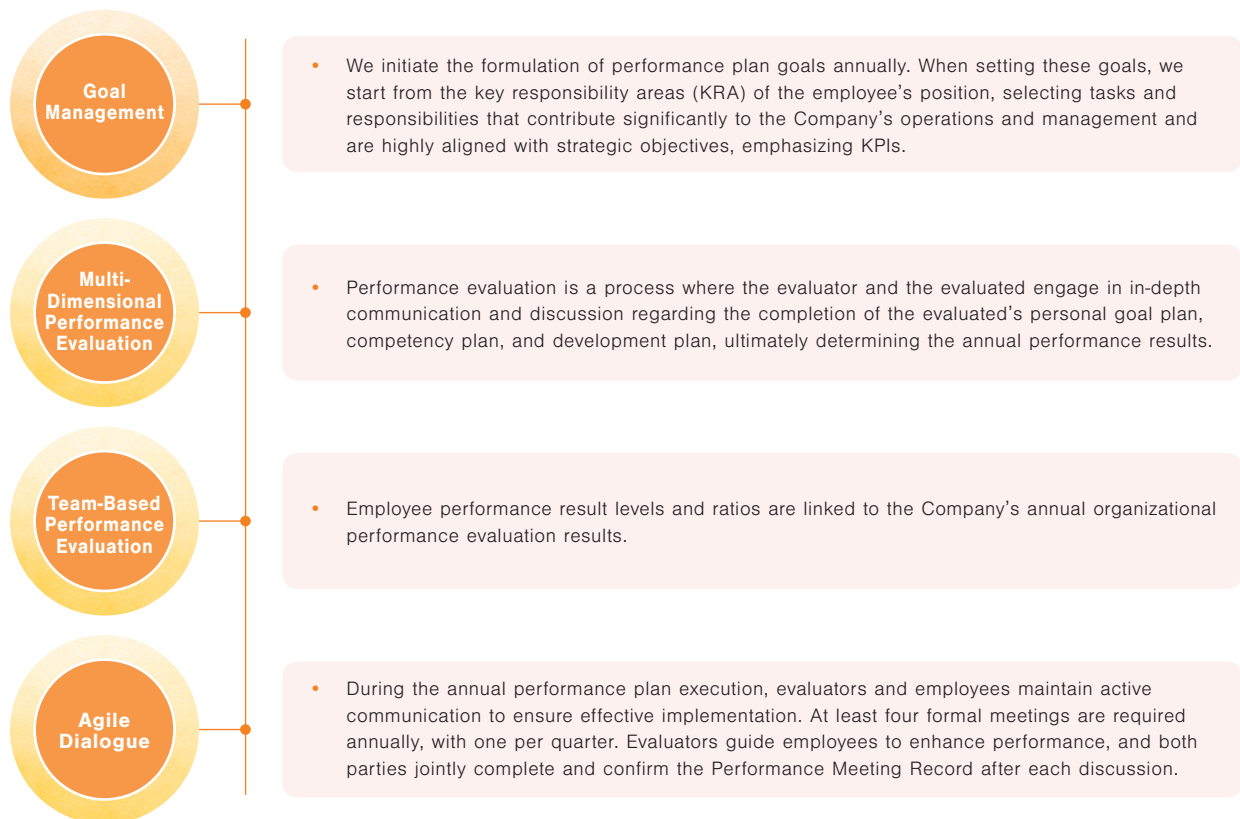 Goal
Management
• We initiate the formulation of performance plan goals annually. When setting these goals, we
start from the key responsibility areas (KRA) of the employee's position, selecting tasks and
responsibilities that contribute significantly to the Company's operations and management and
are highly aligned with strategic objectives, emphasizing KPIs.
Multi-
Dimensional
Performance
Evaluation
• Performance evaluation is a process where the evaluator and the evaluated engage in in-depth
communication and discussion regarding the completion of the evaluated's personal goal plan,
competency plan, and development plan, ultimately determining the annual performance results.
Team-Based
Performance
Evaluation
• Employee performance result levels and ratios are linked to the Company's annual organizational
performance evaluation results.
Agile
Dialogue
• During the annual performance plan execution, evaluators and employees maintain active
communication to ensure effective implementation. At least four formal meetings are required
annually, with one per quarter. Evaluators guide employees to enhance performance, and both
parties jointly complete and confirm the Performance Meeting Record after each discussion.